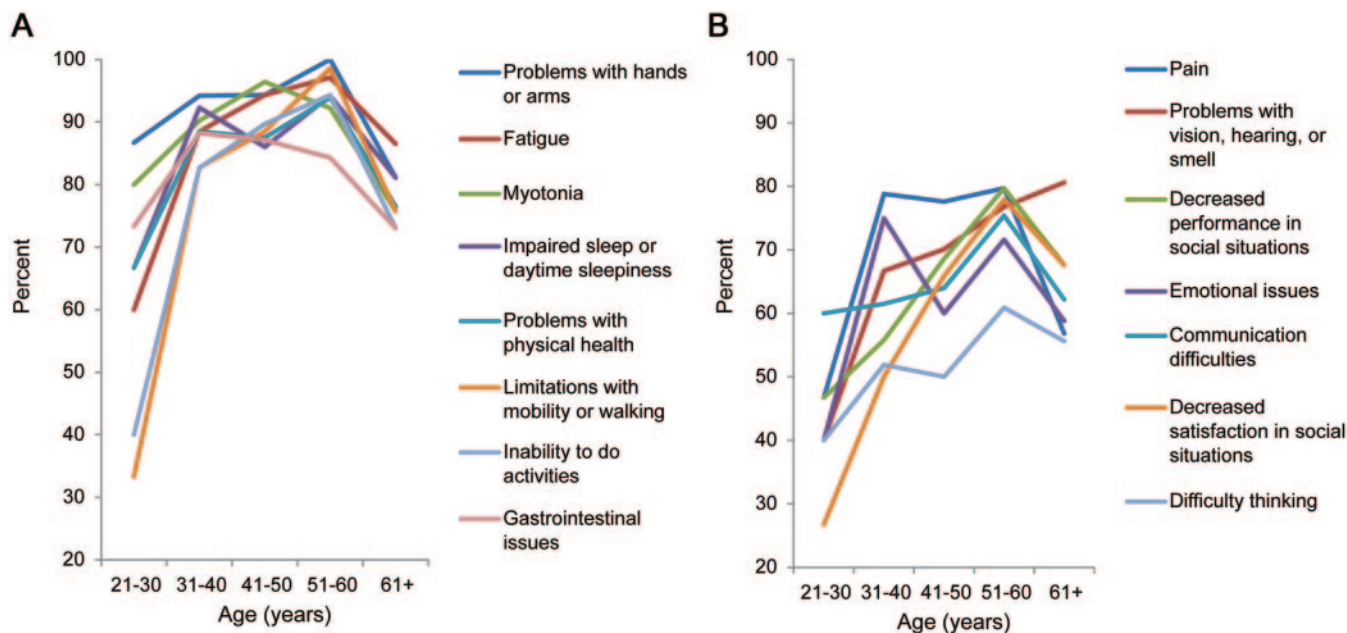 A
Percent
100
90
80
70
60
50
40
30
20
21-30 31-40 41-50 51-60 61+
Age (years)
Problems with hands
or arms
Fatigue
Myotonia
Impaired sleep or
daytime sleepiness
Problems with
physical health
Limitations with
mobility or walking
Inability to do
activities
Gastrointestinal
issues
B
Percent
100
90
80
70
60
50
40
30
20
21-30 31-40 41-50 51-60 61+
Age (years)
Pain
Problems with
vision, hearing, or
smell
Decreased
performance in
social situations
Emotional issues
Communication
difficulties
Decreased
satisfaction in social
situations
Difficulty thinking